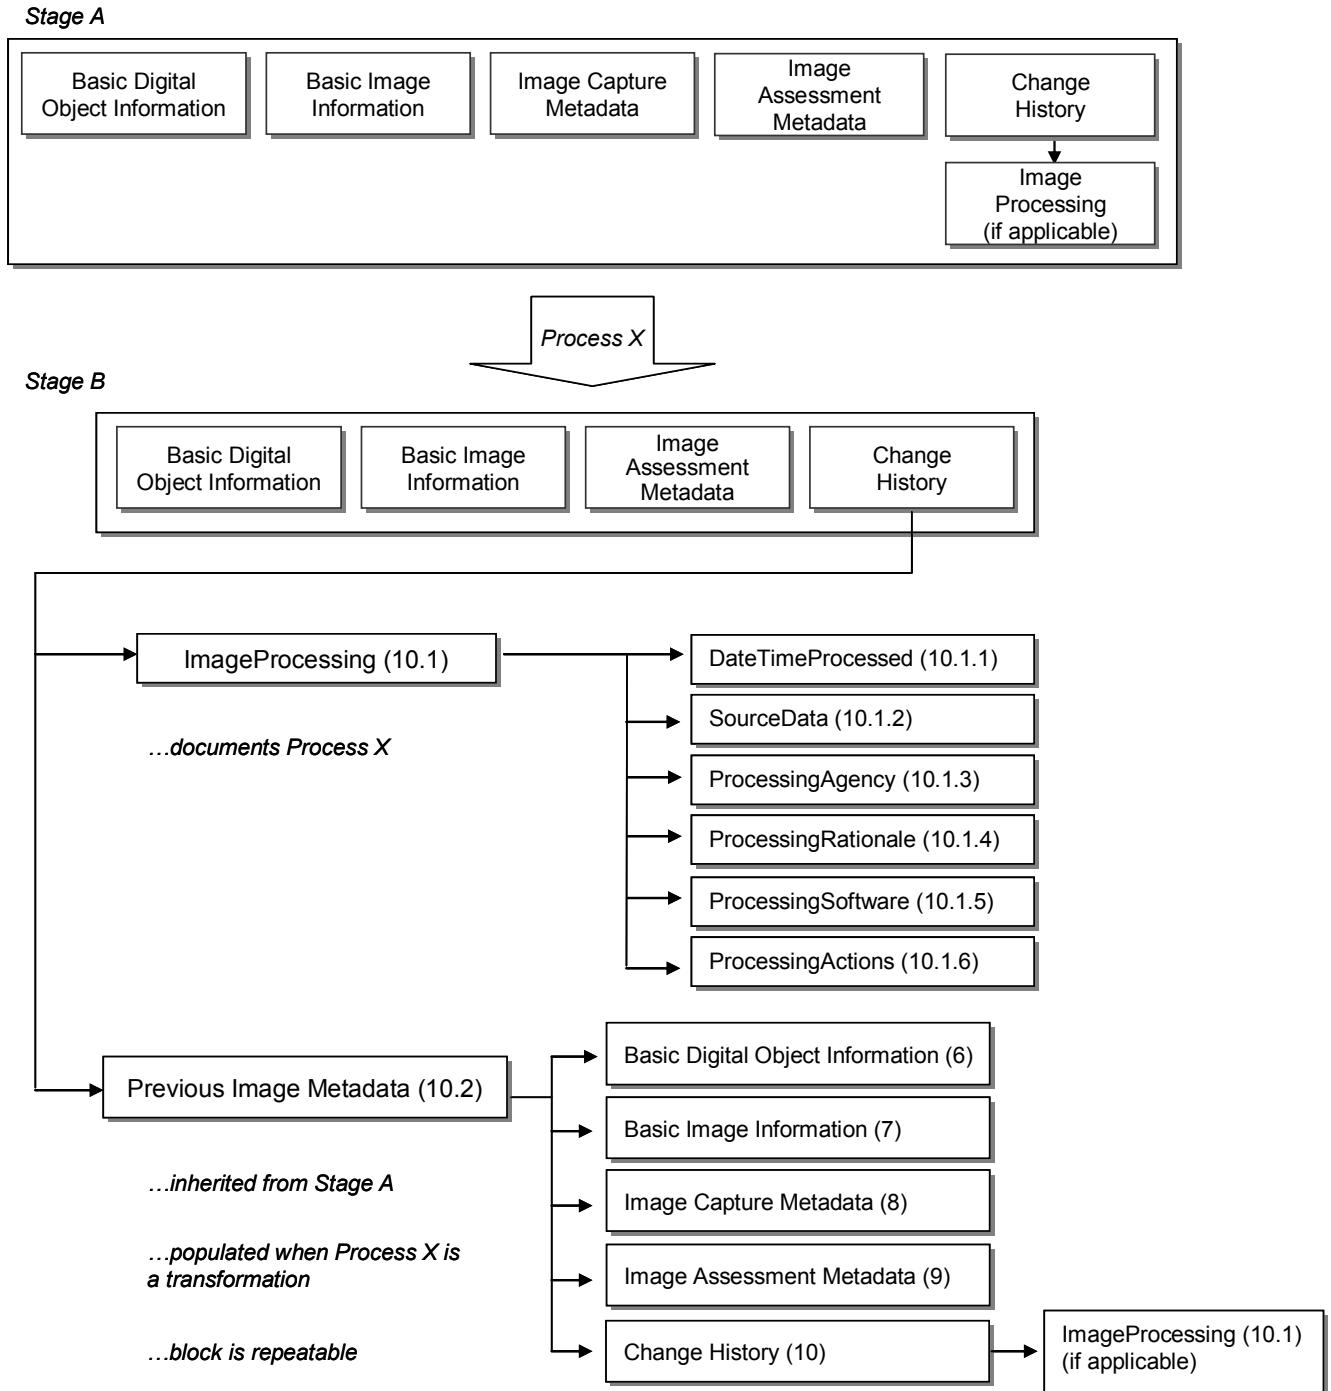 Stage A
Basic Digital
Object Information
Basic Image
Information
Image Capture
Metadata
Image
Assessment
Metadata
Change
History
Image
Processing
(if applicable)
Process X
Stage B
Basic Digital
Object Information
Basic Image
Information
Image
Assessment
Metadata
Change
History
ImageProcessing (10.1)
…documents Process X
DateTimeProcessed (10.1.1)
SourceData (10.1.2)
ProcessingAgency (10.1.3)
ProcessingRationale (10.1.4)
ProcessingSoftware (10.1.5)
ProcessingActions (10.1.6)
Previous Image Metadata (10.2)
…inherited from Stage A
…populated when Process X is
a transformation
…block is repeatable
Basic Digital Object Information (6)
Basic Image Information (7)
Image Capture Metadata (8)
Image Assessment Metadata (9)
Change History (10)
ImageProcessing (10.1)
(if applicable)